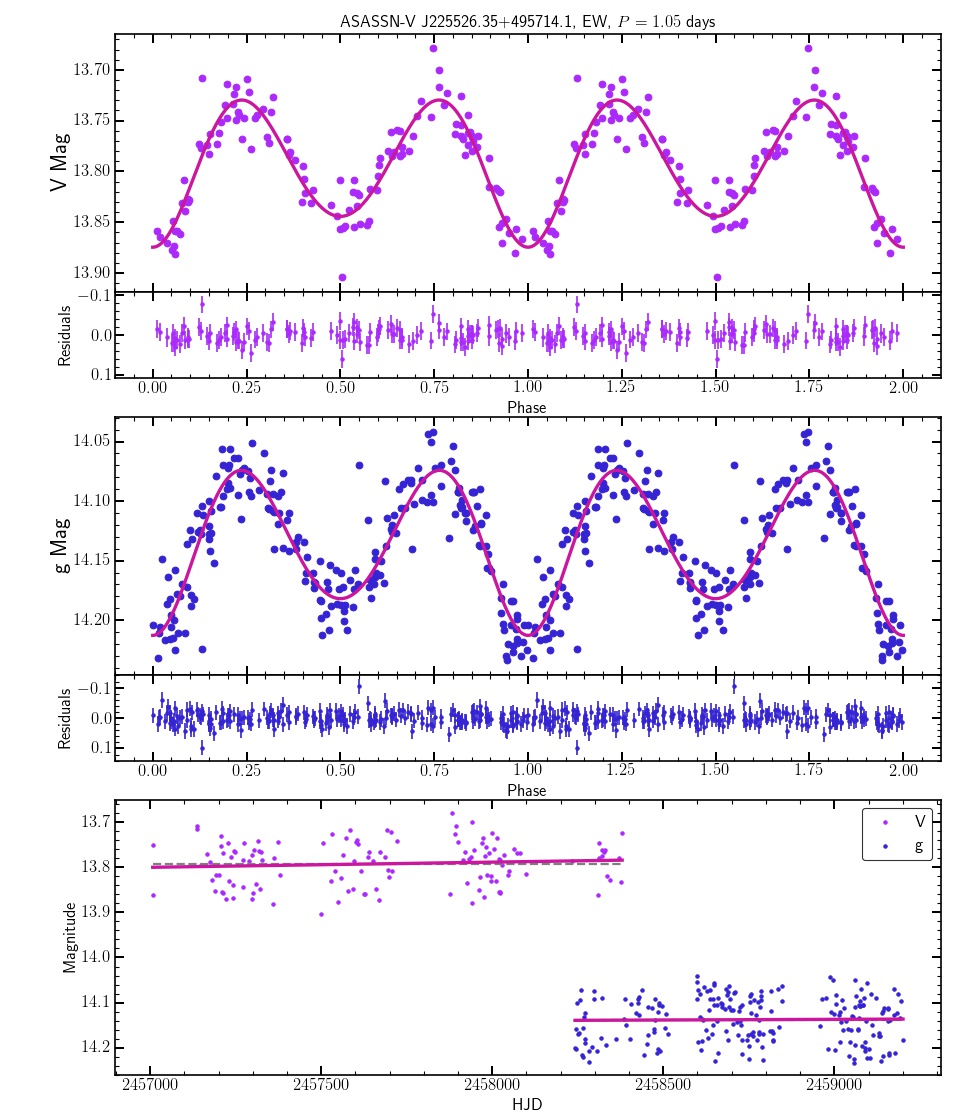 ASASSN-V J225526.35+495714.1, EW, P = 1.05 days
13.70
13.75
13.80
13.85
13.90
V Mag
−0.1
0.0
0.1
Residuals
0.00 0.25 0.50 0.75 1.00 1.25 1.50 1.75 2.00
Phase
14.05
14.10
14.15
14.20
g Mag
−0.1
0.0
0.1
Residuals
0.00 0.25 0.50 0.75 1.00 1.25 1.50 1.75 2.00
Phase
13.7
13.8
13.9
14.0
14.1
14.2
Magnitude
V
g
2457000 2457500 2458000 2458500 2459000
HJD